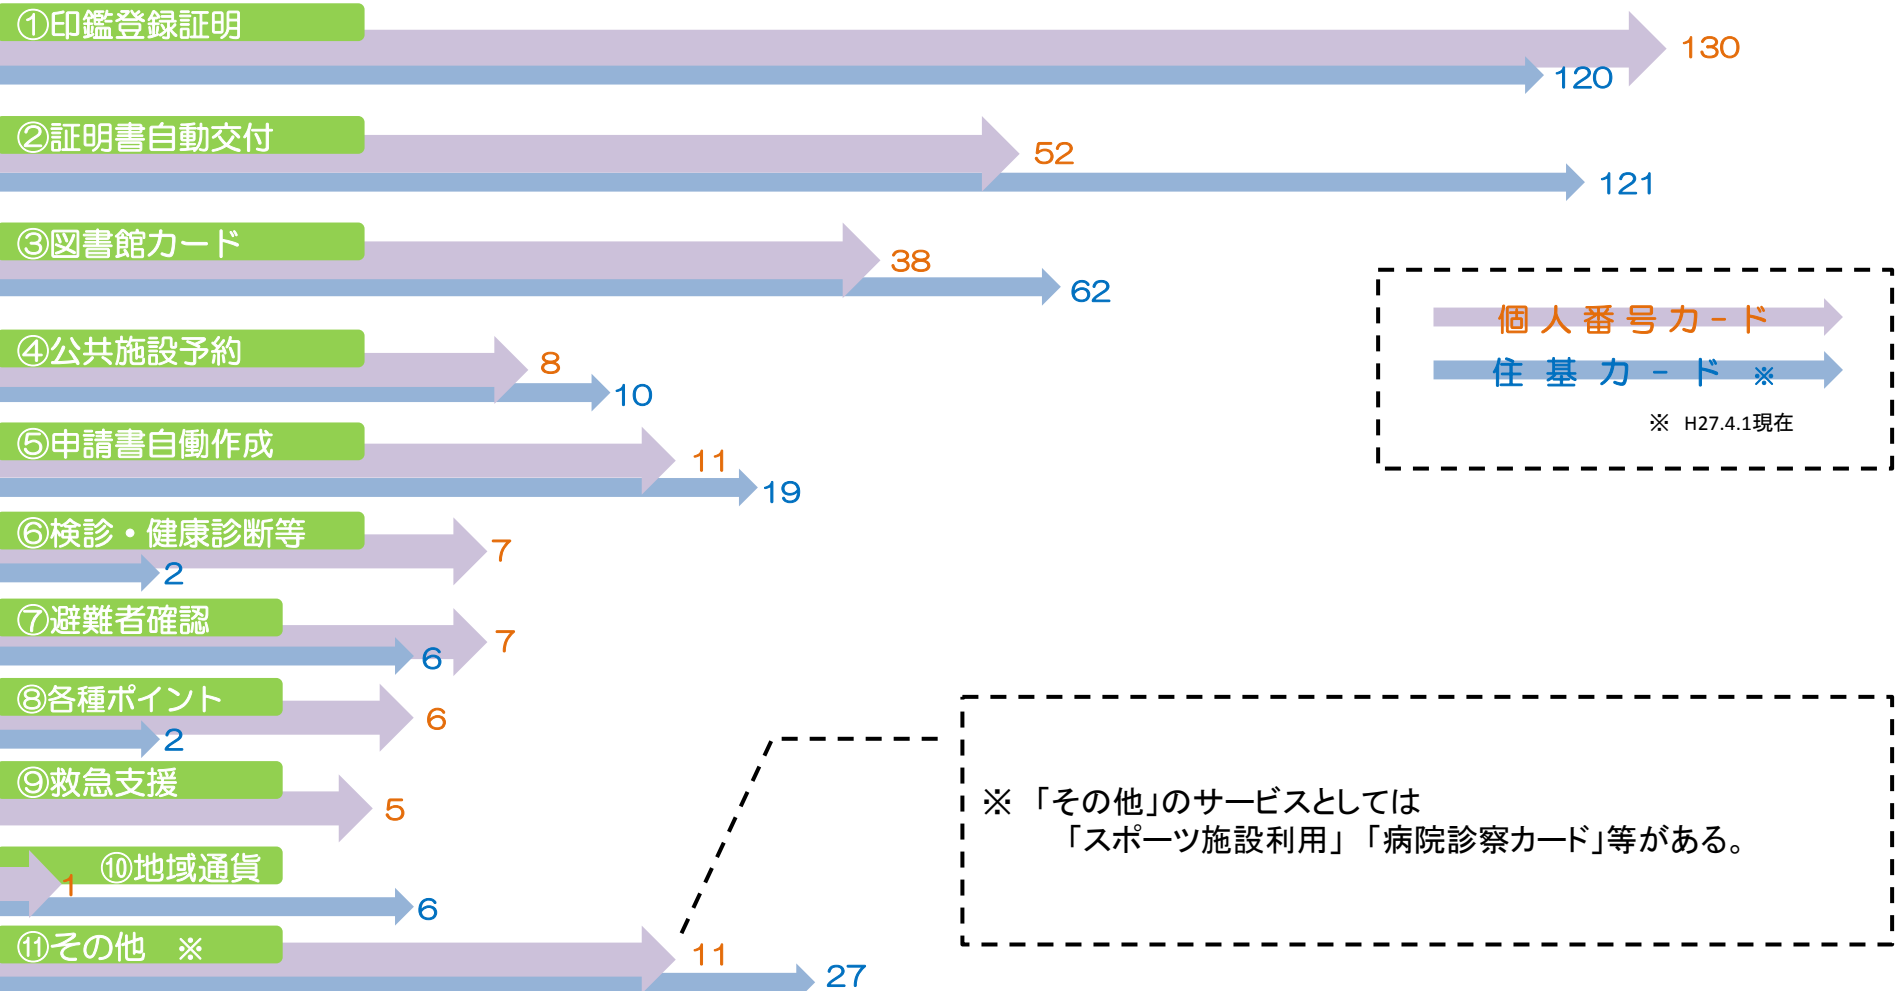 ①印鑑登録証明
130
120
②証明書自動交付
52
121
③図書館カード
38
62
個人番号カード
住基カード ※
※ H27.4.1現在
④公共施設予約
8
10
⑤申請書自働作成
11
19
⑥検診・健康診断等
7
2
⑦避難者確認
7
6
⑧各種ポイント
6
2
⑨救急支援
5
※ 「その他」のサービスとしては
「スポーツ施設利用」「病院診察カード」等がある。
⑩地域通貨
1
6
⑪その他 ※
11
27